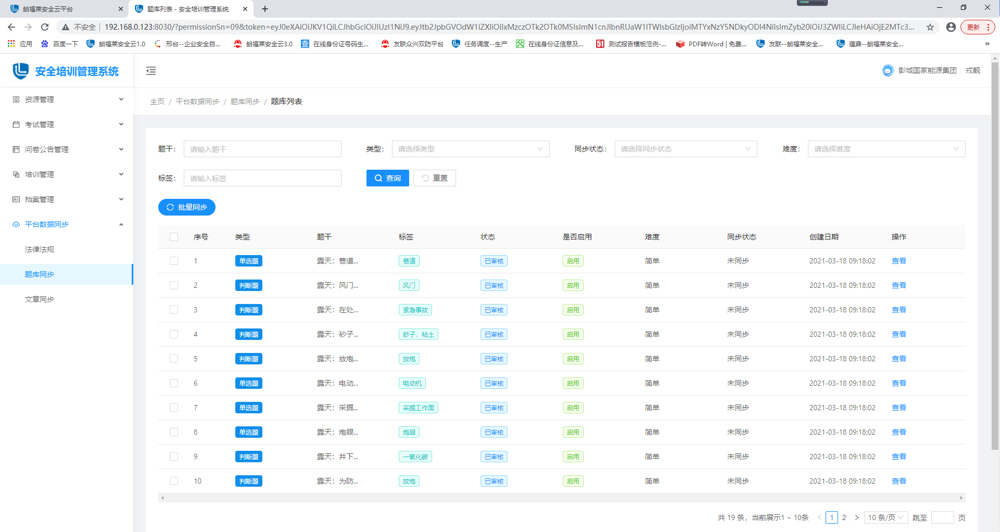 朗福莱安全云平台
题库列表 - 安全培训管理系统
不安全
192.168.0.123:8030/?permissionSn=09&token=
更新
应用
百度一下
朗福莱安全云1.0
邢台--企业安全自...
朗福莱安全云3.0
在线身份证号码生...
友联众兴双防平台
任务调度--生产
在线身份证信息及...
测试报告模板范例-...
PDF转Word | 免费...
友联--朗福莱安全...
蕴鼎--朗福莱安全...
安全培训管理系统
彭城国家能源集团
戎靓
资源管理
考试管理
问卷公告管理
培训管理
档案管理
平台数据同步
法律法规
题库同步
文章同步
主页 / 平台数据同步 / 题库同步 / 题库列表
题干: 请输入题干 类型: 请选择类型 同步状态: 请选择同步状态 难度: 请选择难度
标签: 请输入标签 查询 重置
批量同步
序号 类型 题干 标签 状态 是否启用 难度 同步状态 创建日期 操作
1 单选题 露天：巷道... 巷道 已审核 启用 简单 未同步 2021-03-18 09:18:02 查看
2 判断题 露天：风门... 风门 已审核 启用 简单 未同步 2021-03-18 09:18:02 查看
3 判断题 露天：在处... 紧急事故 已审核 启用 简单 未同步 2021-03-18 09:18:02 查看
4 判断题 露天：砂子... 砂子，粘土 已审核 启用 简单 未同步 2021-03-18 09:18:02 查看
5 判断题 露天：放炮... 放炮 已审核 启用 简单 未同步 2021-03-18 09:18:02 查看
6 单选题 露天：电动... 电动机 已审核 启用 简单 未同步 2021-03-18 09:18:02 查看
7 单选题 露天：采掘... 采掘工作面 已审核 启用 简单 未同步 2021-03-18 09:18:02 查看
8 单选题 露天：炮眼... 炮眼 已审核 启用 简单 未同步 2021-03-18 09:18:02 查看
9 判断题 露天：井下... 一氧化碳 已审核 启用 简单 未同步 2021-03-18 09:18:02 查看
10 判断题 露天：为防... 放炮 已审核 启用 简单 未同步 2021-03-18 09:18:02 查看
共 19 条，当前展示1 ~ 10条 < 1 2 > 10 条/页 跳至 页